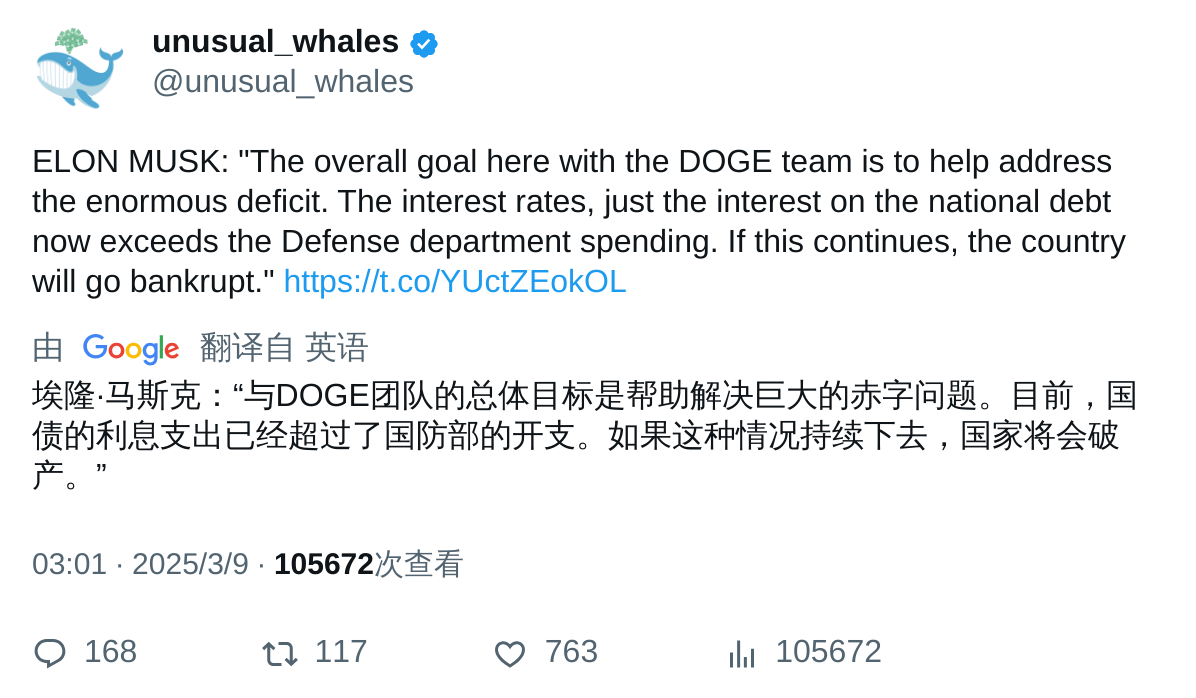 unusual_whales
@unusual_whales
ELON MUSK: "The overall goal here with the DOGE team is to help address
the enormous deficit. The interest rates, just the interest on the national debt
now exceeds the Defense department spending. If this continues, the country
will go bankrupt." https://t.co/YUctZEokOL
由 Google 翻译自 英语
埃隆·马斯克：“与DOGE团队的总体目标是帮助解决巨大的赤字问题。目前，国
债的利息支出已经超过了国防部的开支。如果这种情况持续下去，国家将会破
产。”
03:01 · 2025/3/9 · 105672次查看
168 117 763 105672